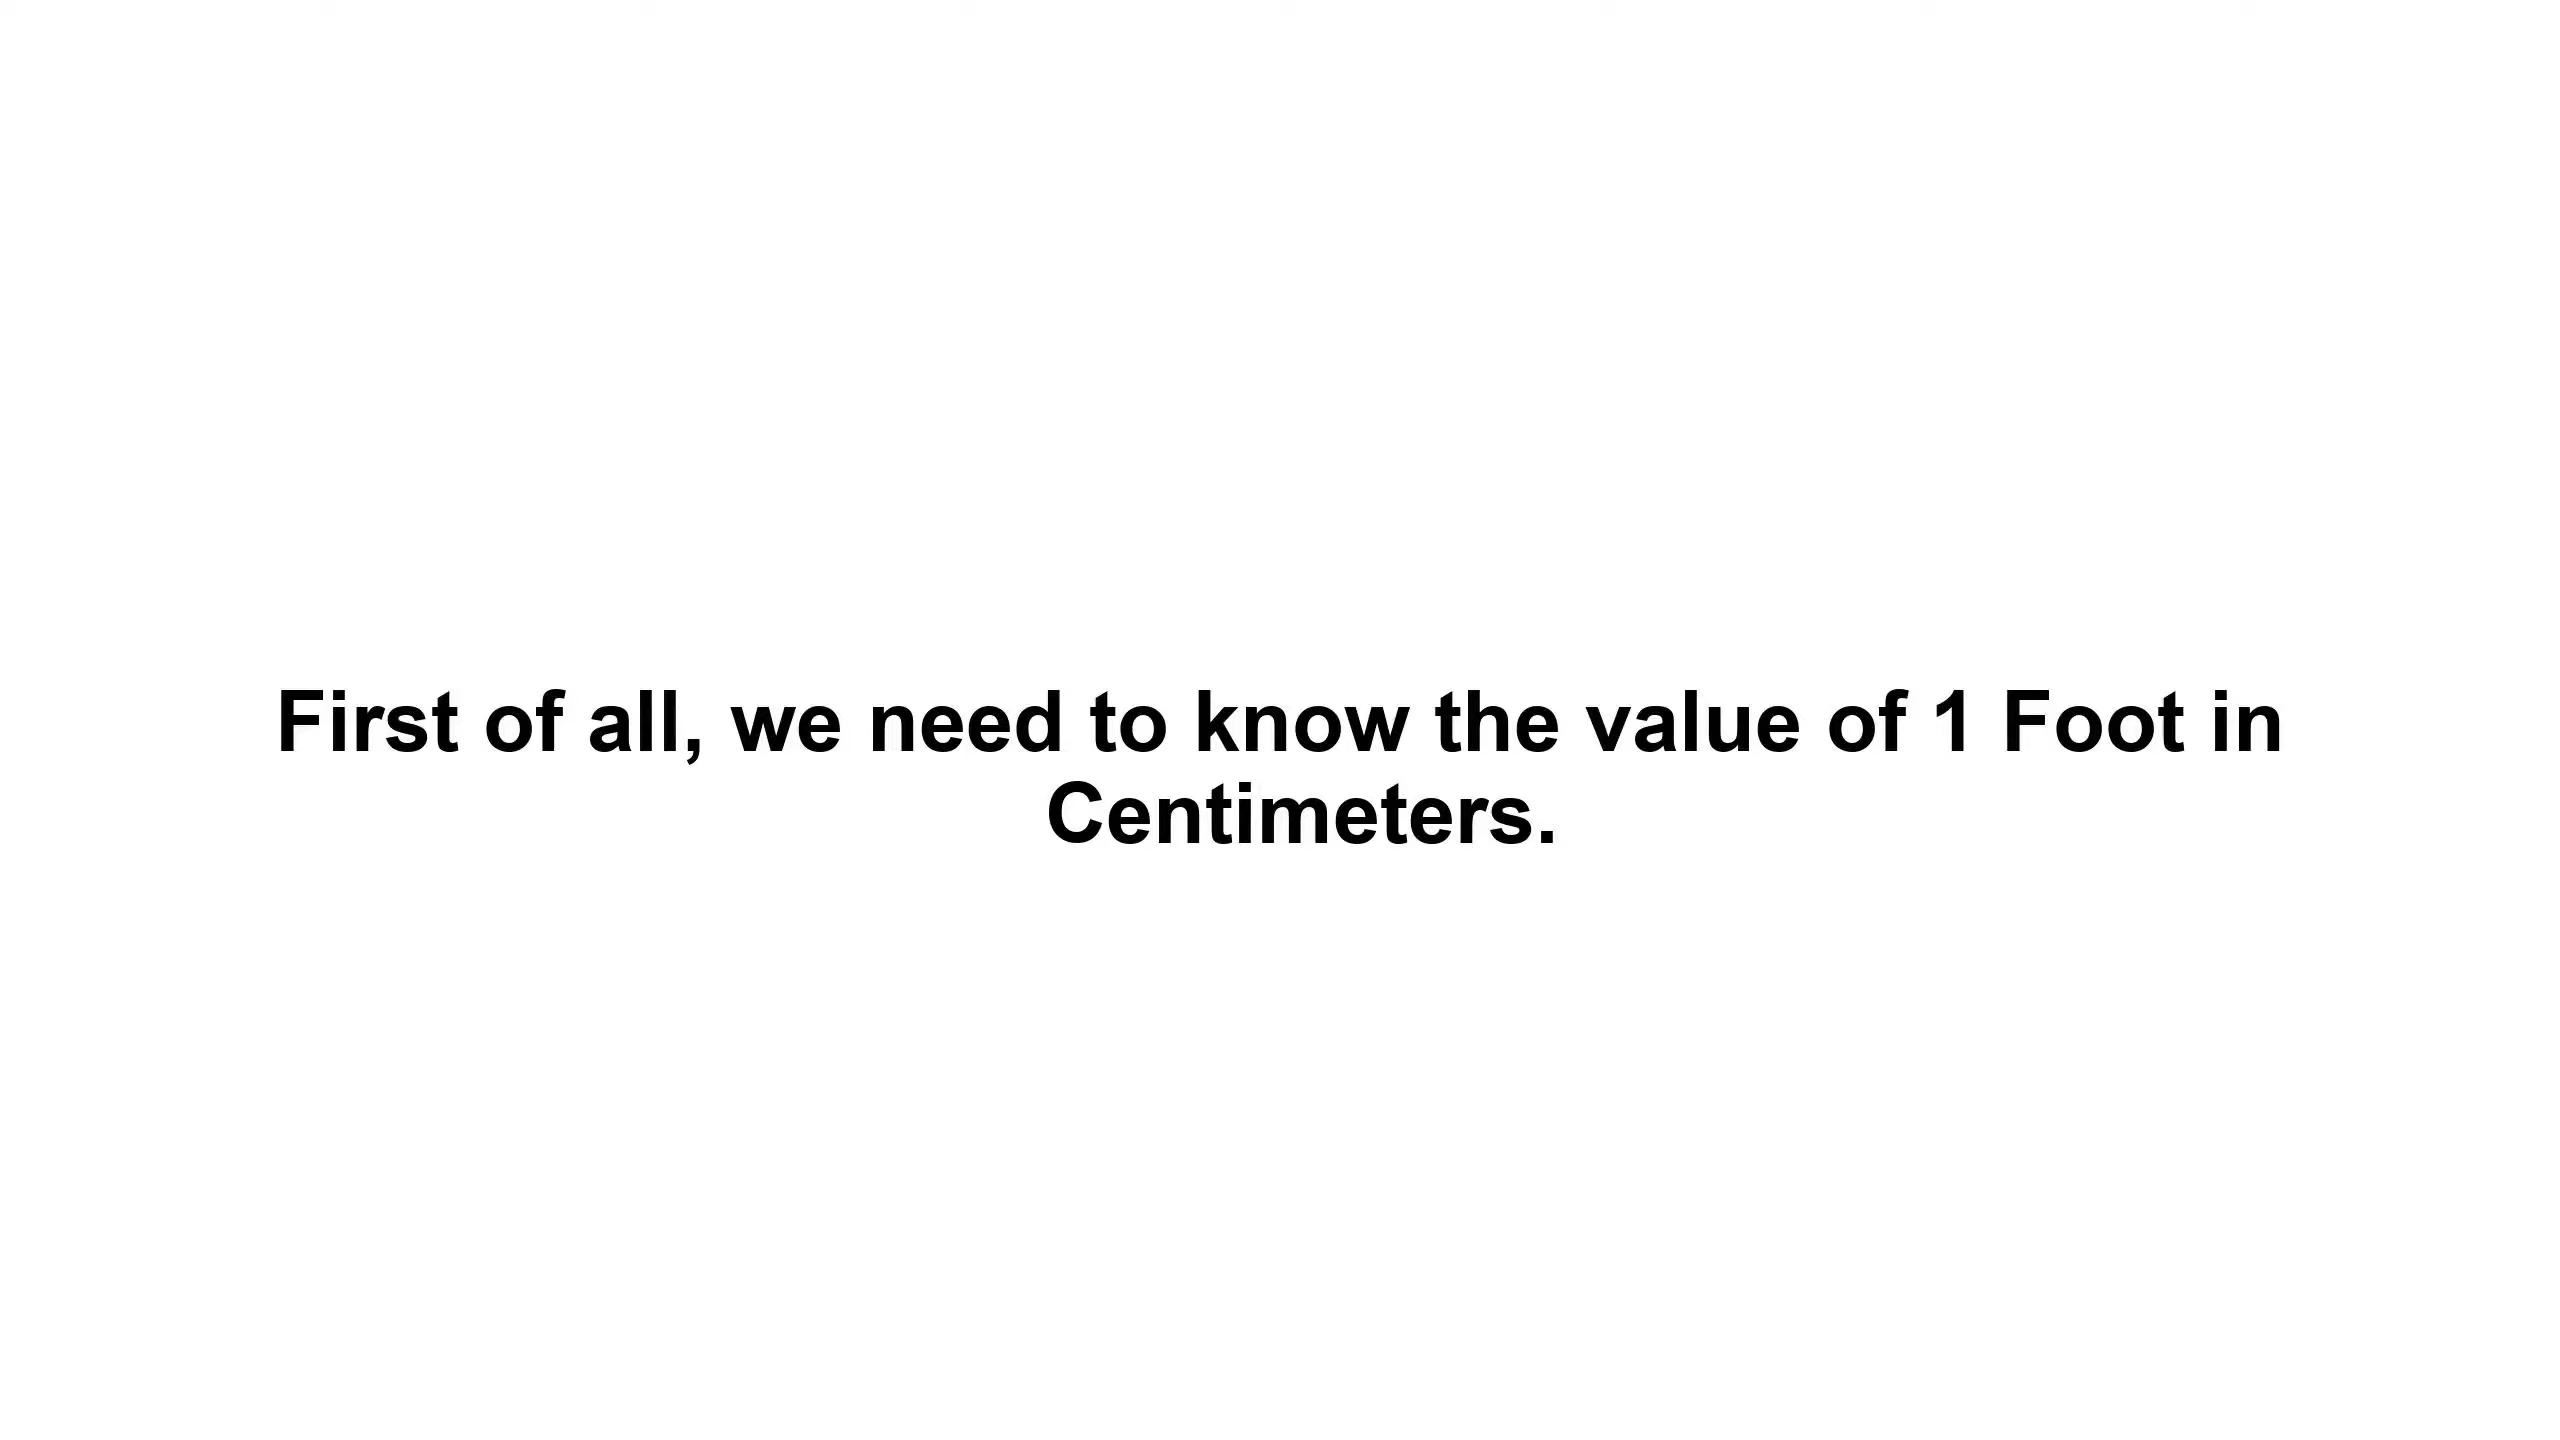 First of all, we need to know the value of 1 Foot in
Centimeters.